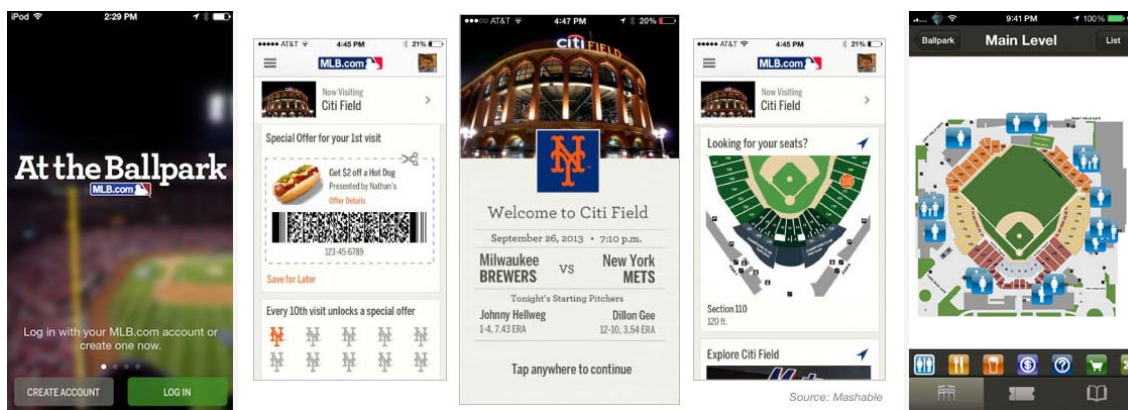 iPod 2:29 PM
At the Ballpark
MLB.com
Log in with your MLB.com account or
create one now.
CREATE ACCOUNT LOG IN
AT&T 4:45 PM 21%
MLB.com
Now Visiting
Citi Field
Special Offer for your 1st visit
Get $2 off a Hot Dog
Presented by Nathan's
Offer Details
123-45-6789
Save for Later
Every 10th visit unlocks a special offer
AT&T 4:47 PM 20%
citi FIELD
NY
Welcome to Citi Field
September 26, 2013 • 7:10 p.m.
Milwaukee BREWERS VS New York METS
Tonight's Starting Pitchers
Johnny Hellweg Dillon Gee
1-4, 7.43 ERA 12-10, 3.54 ERA
Tap anywhere to continue
AT&T 4:45 PM 21%
MLB.com
Now Visiting
Citi Field
Looking for your seats?
110
Section 110
120 ft.
Explore Citi Field
Mets
Source: Mashable
9:41 PM 100%
Ballpark Main Level List